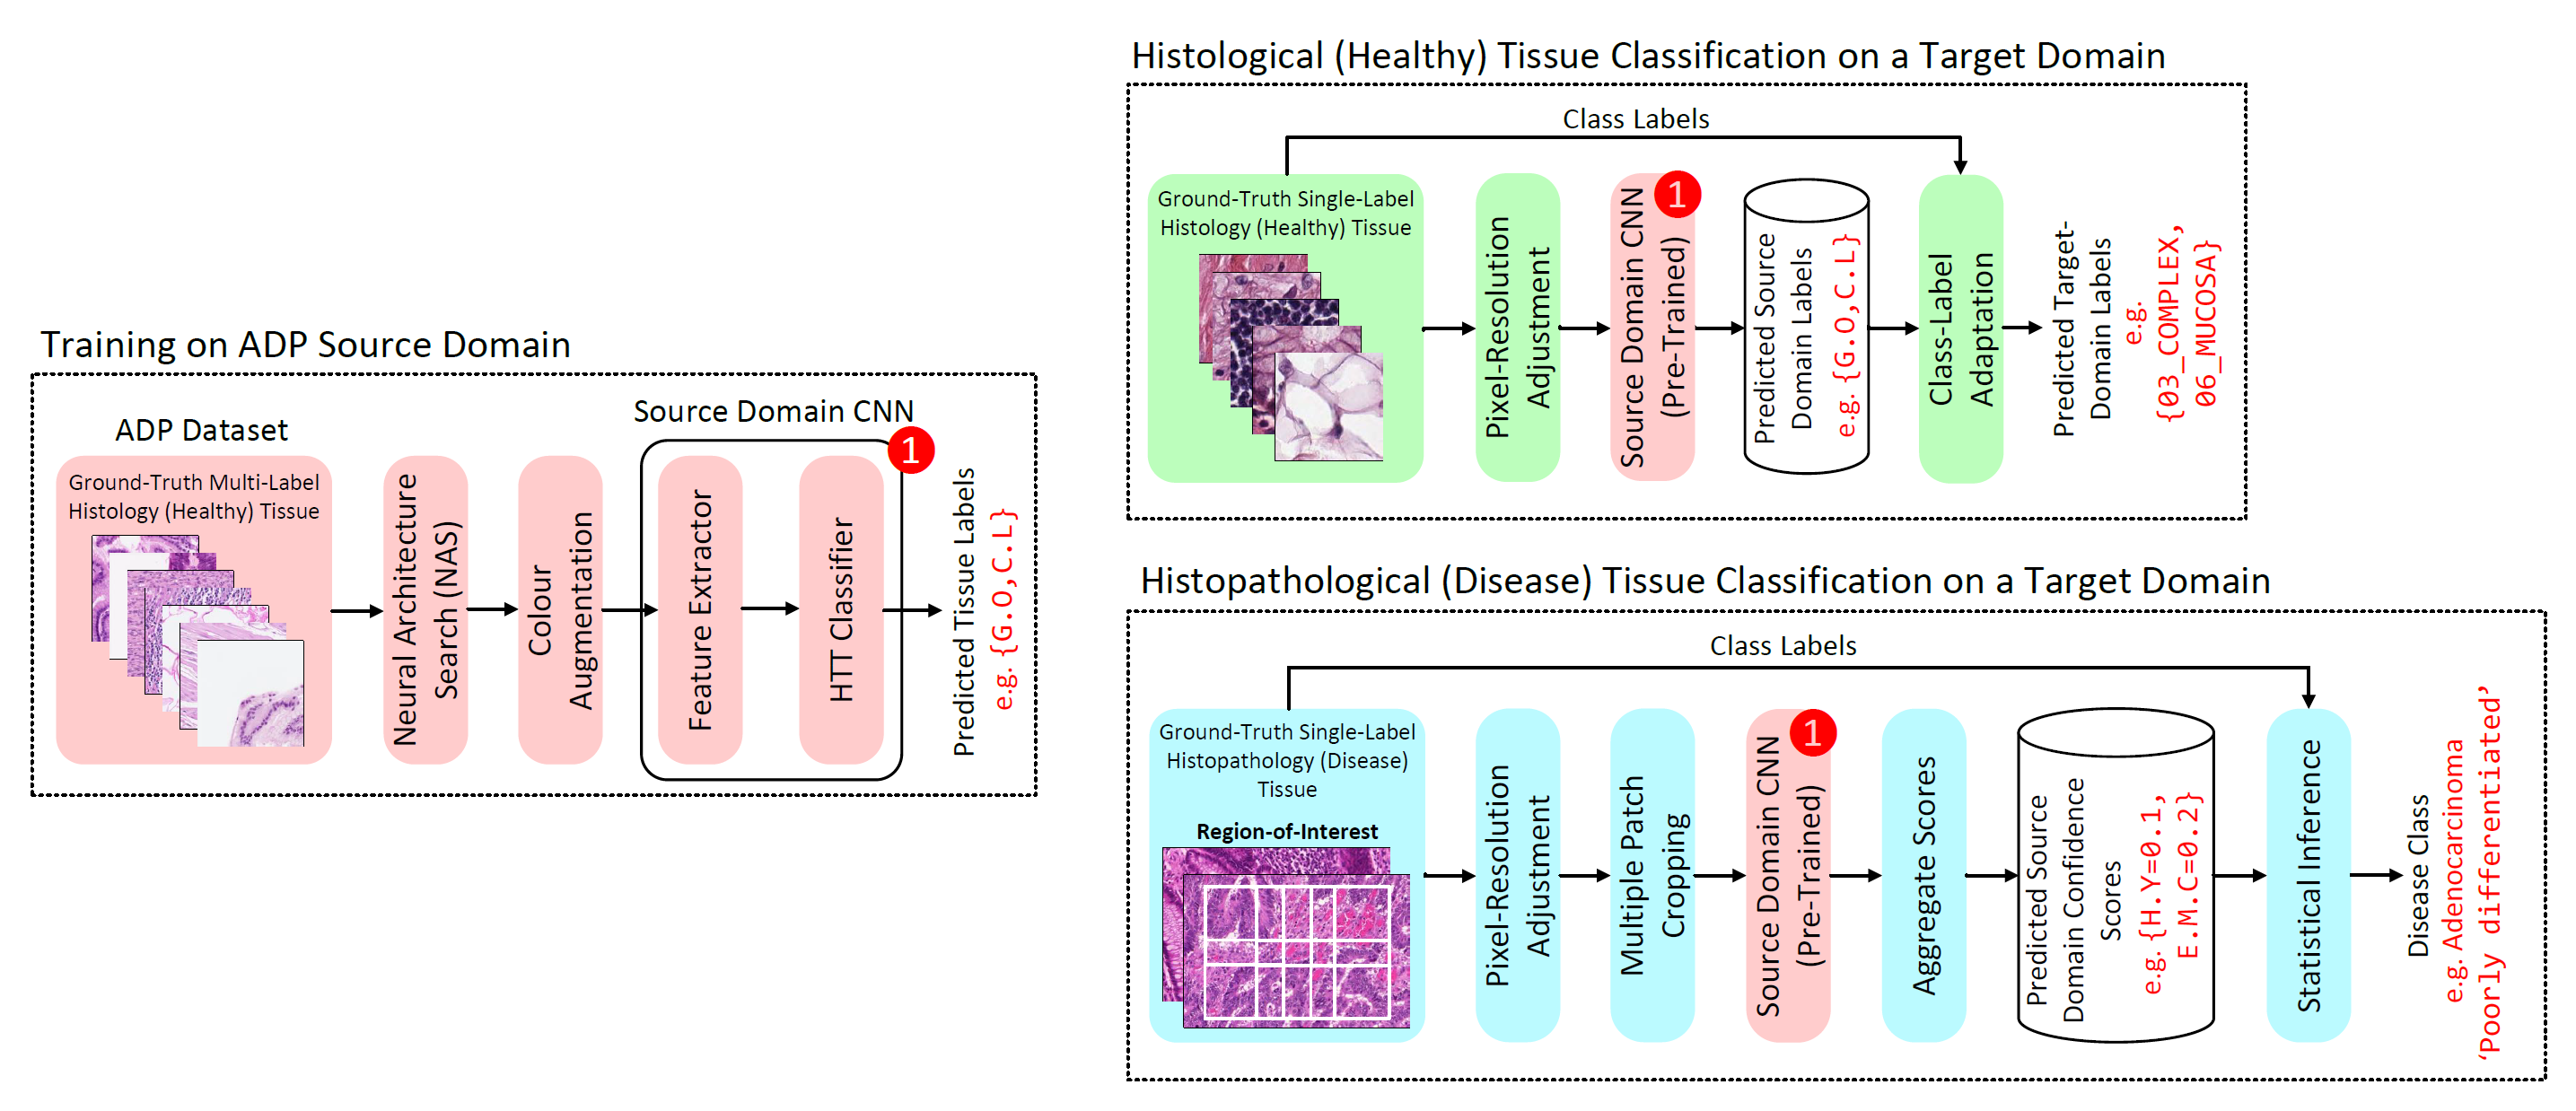 Training on ADP Source Domain
ADP Dataset
Ground-Truth Multi-Label
Histology (Healthy) Tissue
Neural Architecture
Search (NAS)
Colour
Augmentation
Source Domain CNN
1
Feature Extractor
HTT Classifier
Predicted Tissue Labels
e.g. {G.O,C.L}
Histological (Healthy) Tissue Classification on a Target Domain
Class Labels
Ground-Truth Single-Label
Histology (Healthy) Tissue
Pixel-Resolution
Adjustment
Source Domain CNN
(Pre-Trained)
1
Predicted Source
Domain Labels
e.g. {G.O,C.L}
Class-Label
Adaptation
Predicted Target-
Domain Labels
e.g.
{03_COMPLEX,
06_MUCOSA}
Histopathological (Disease) Tissue Classification on a Target Domain
Class Labels
Ground-Truth Single-Label
Histopathology (Disease)
Tissue
Region-of-Interest
Pixel-Resolution
Adjustment
Multiple Patch
Cropping
Source Domain CNN
(Pre-Trained)
1
Aggregate Scores
Predicted Source
Domain Confidence
Scores
e.g. {H.Y=0.1,
E.M.C=0.2}
Statistical Inference
Disease Class
e.g. Adenocarcinoma
‘Poorly differentiated’